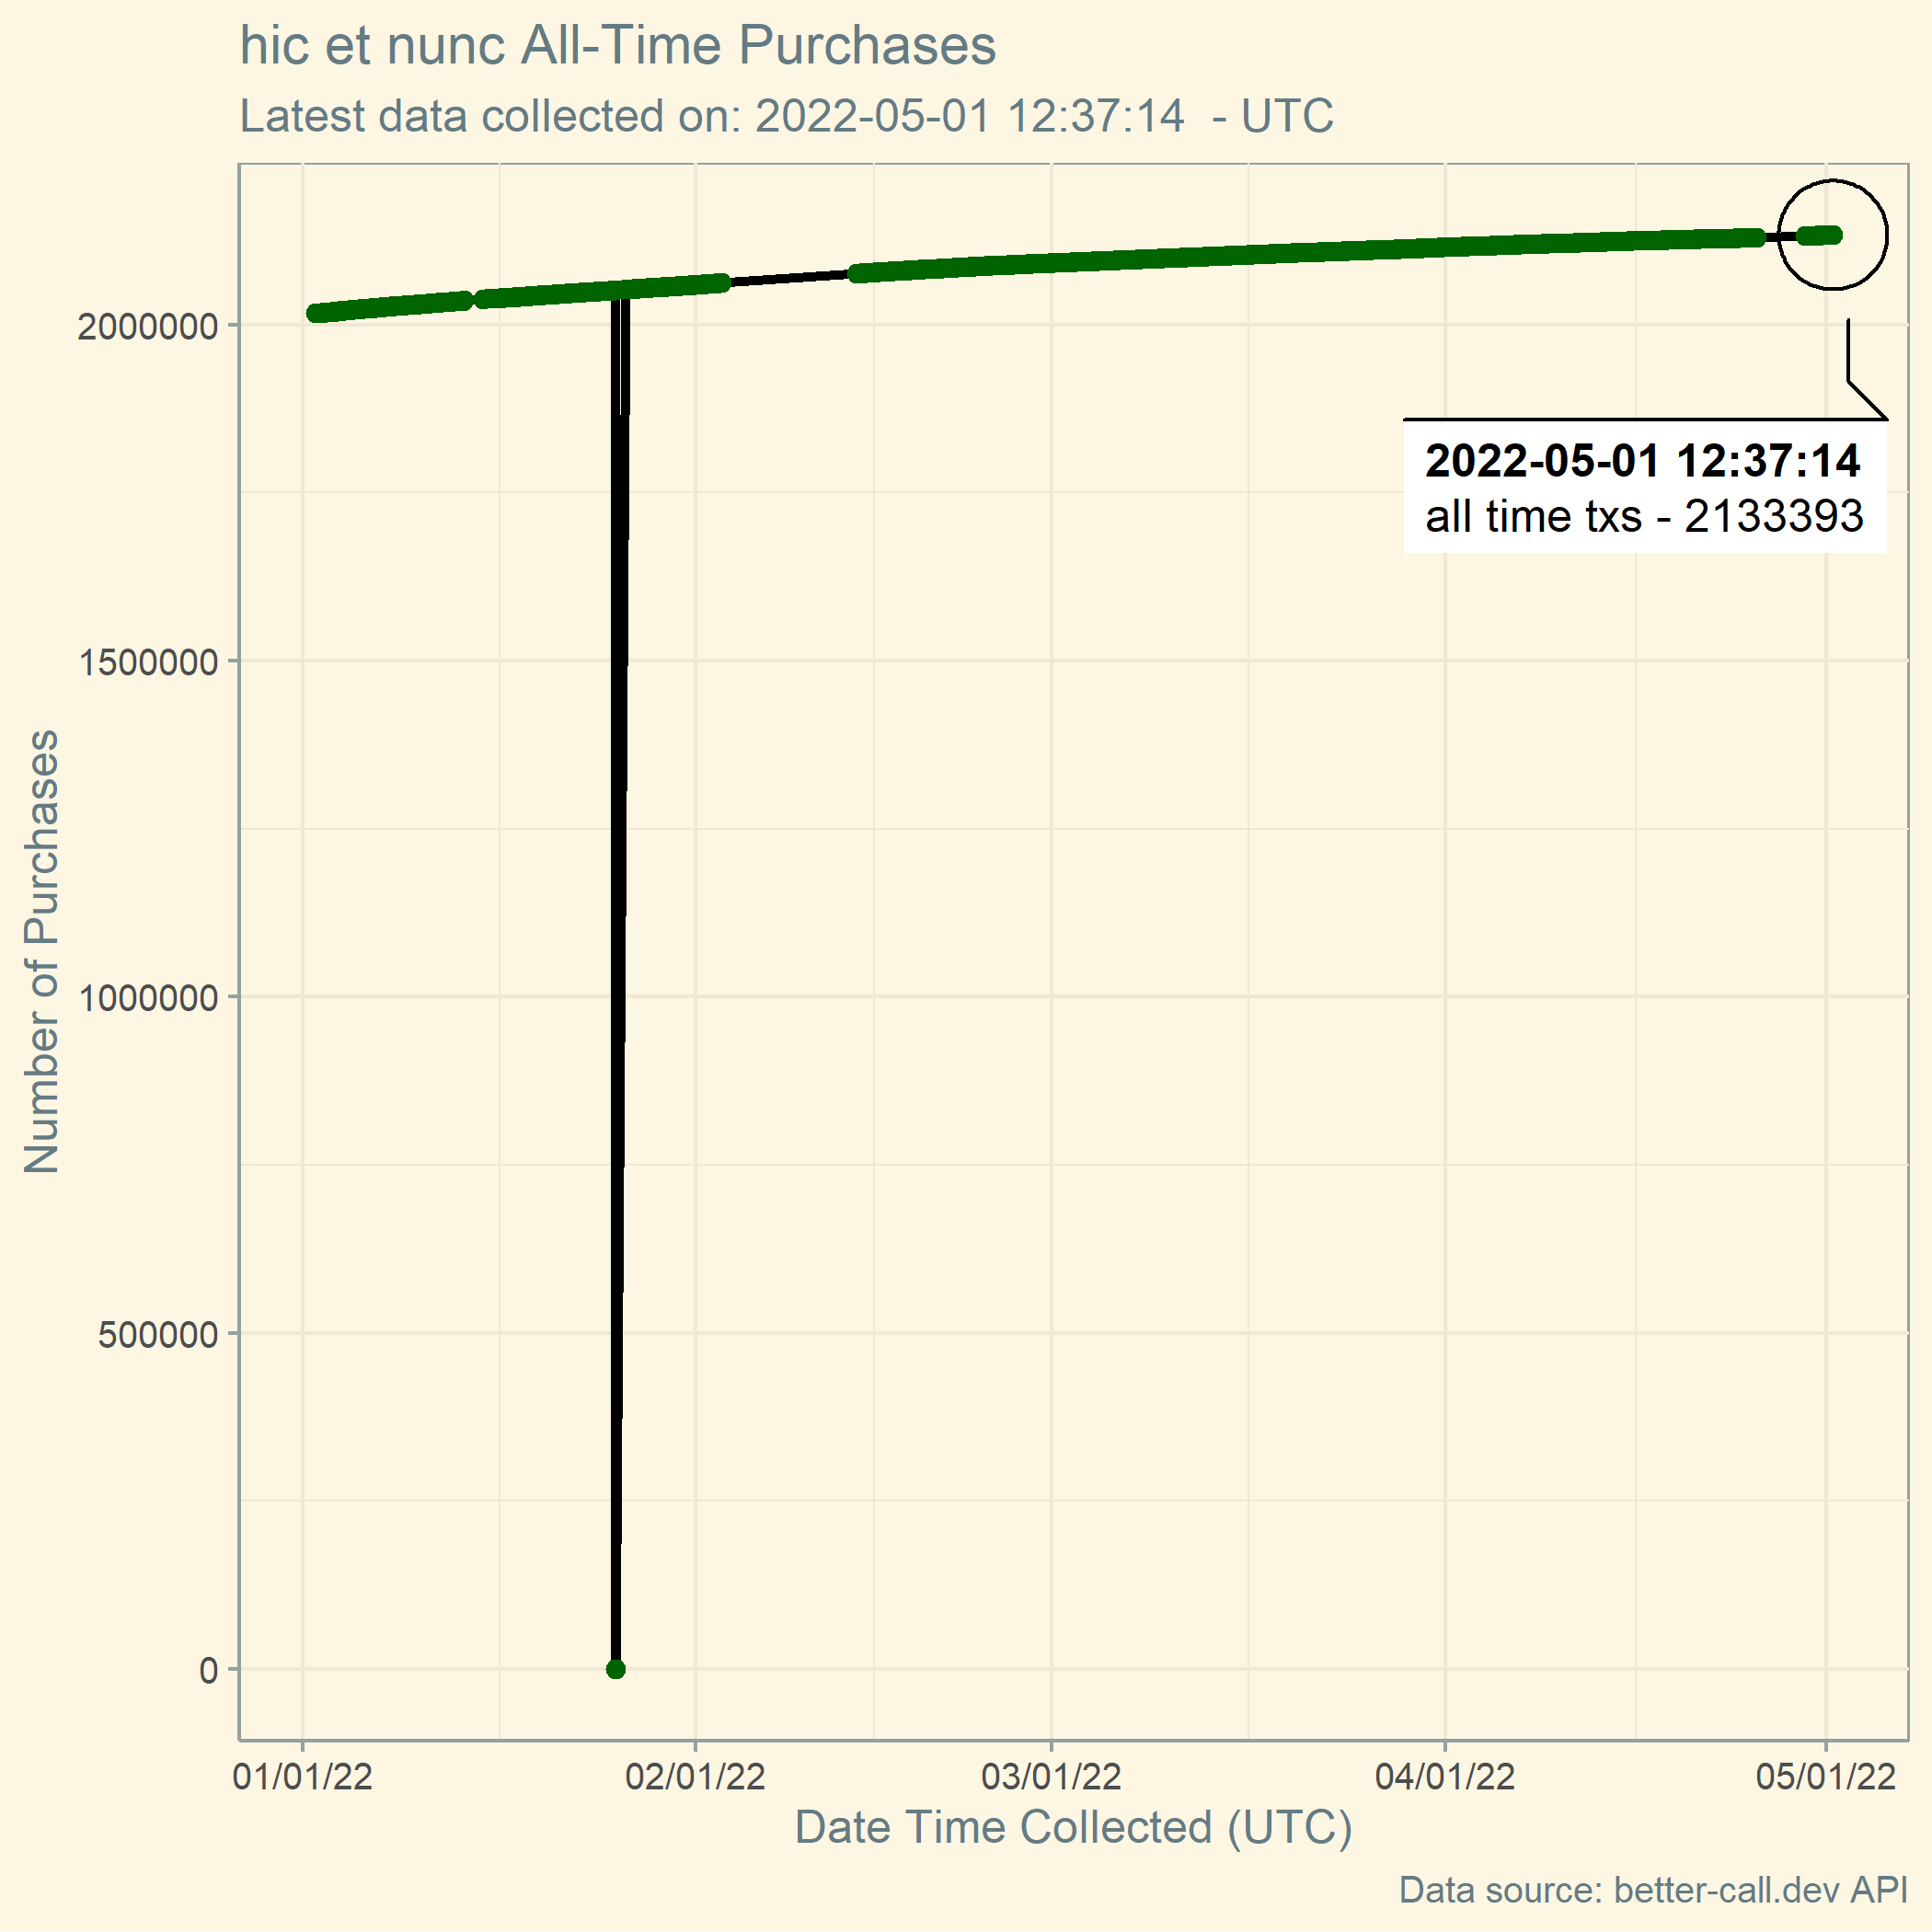 hic et nunc All-Time Purchases
Latest data collected on: 2022-05-01 12:37:14  - UTC
Number of Purchases
2000000
1500000
1000000
500000
0
2022-05-01 12:37:14
all time txs - 2133393
01/01/22
02/01/22
03/01/22
04/01/22
05/01/22
Date Time Collected (UTC)
Data source: better-call.dev API